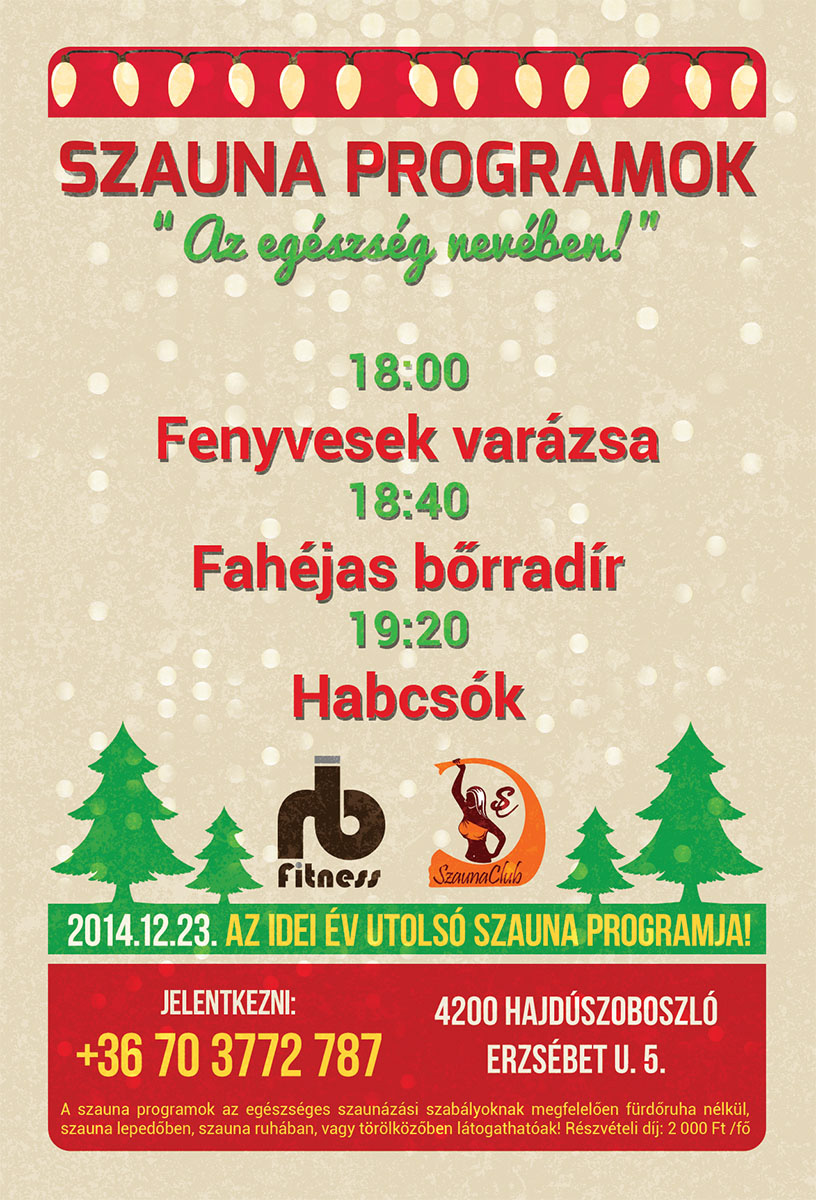 SZAUNA PROGRAMOK
"Az egészség nevében!"
18:00
Fenyvesek varázsa
18:40
Fahéjas bőrradír
19:20
Habcsók
rb
Fitness
SC
SzaunaClub
2014.12.23. AZ IDEI ÉV UTOLSÓ SZAUNA PROGRAMJA!
JELENTKEZNI:
+36 70 3772 787
4200 HAJDÚSZOBOSZLÓ
ERZSÉBET U. 5.
A szauna programok az egészséges szaunázási szabályoknak megfelelően fürdőruha nélkül,
szauna lepedőben, szauna ruhában, vagy törölközőben látogathatóak! Részvételi díj: 2 000 Ft /fő